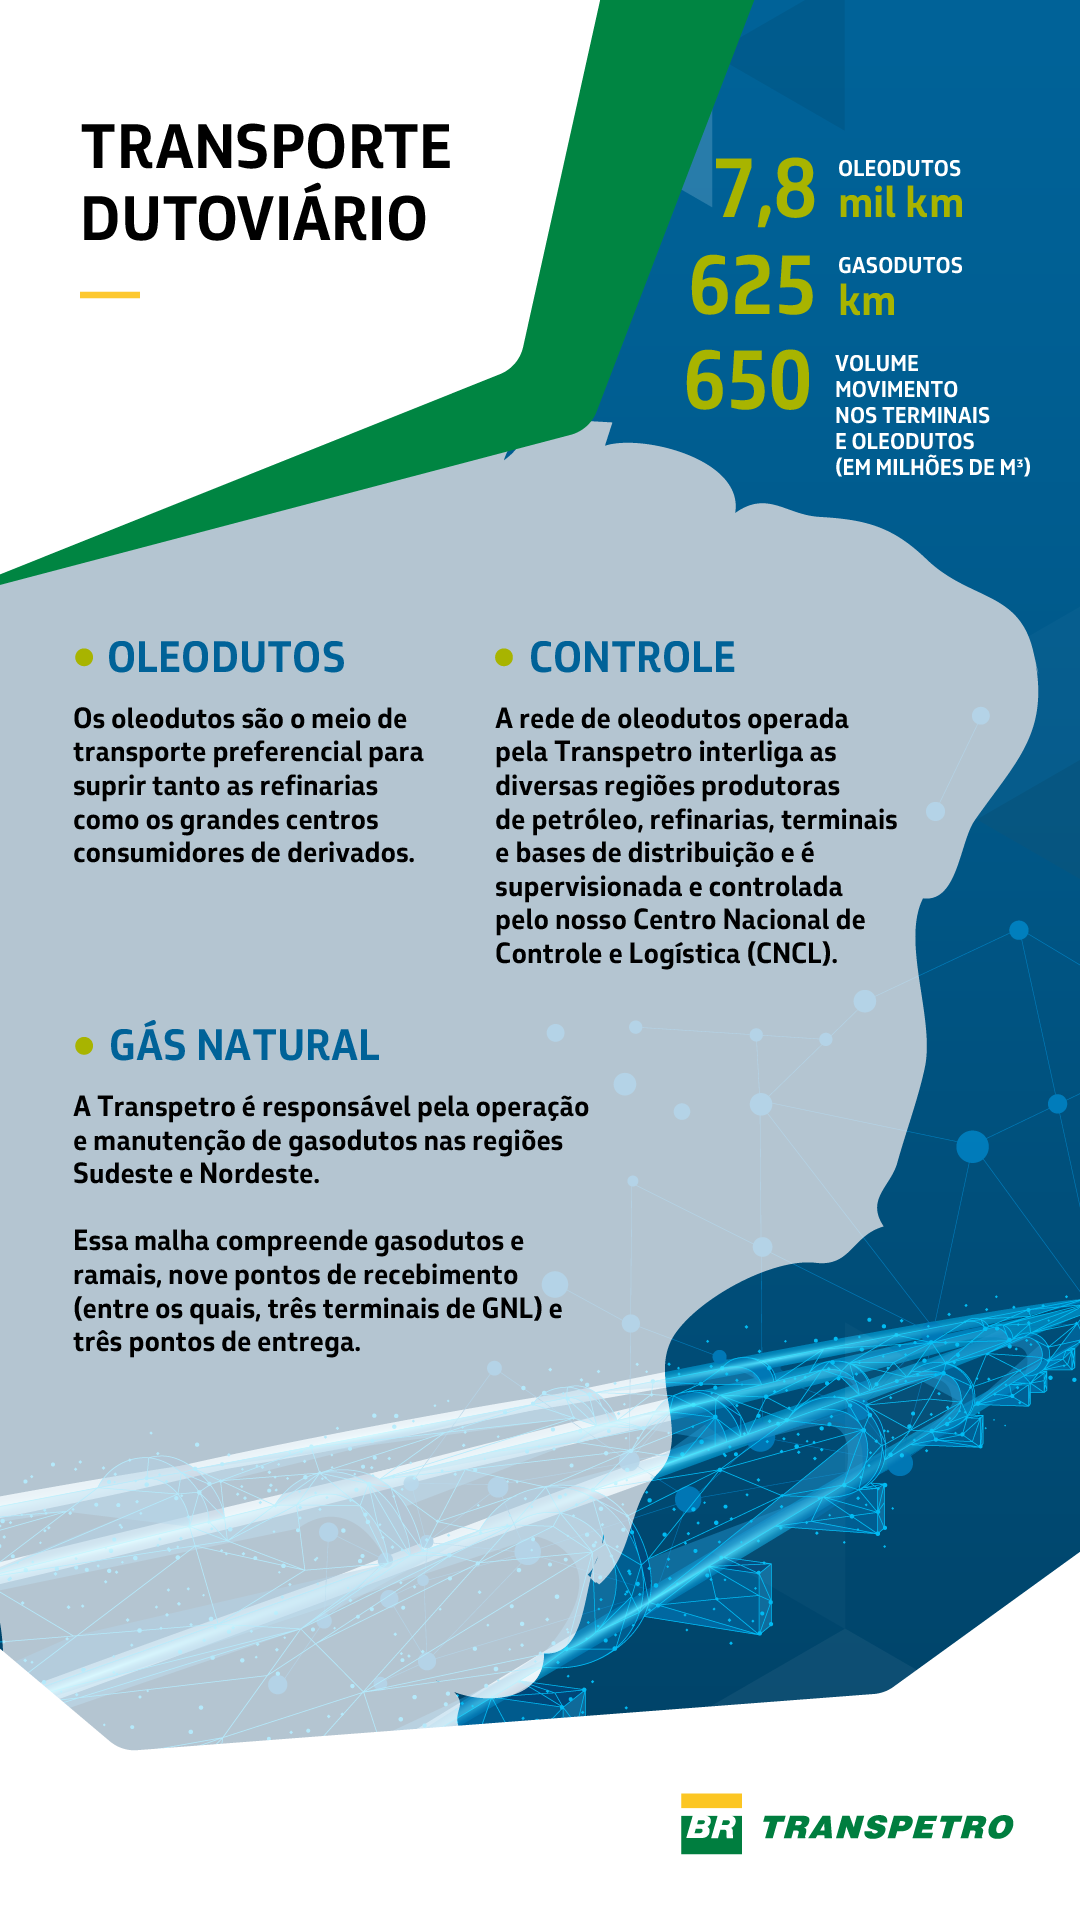 TRANSPORTE
DUTOVIÁRIO
7,8 OLEODUTOS
mil km
625 GASODUTOS
km
650 VOLUME
MOVIMENTO
NOS TERMINAIS
E OLEODUTOS
(EM MILHÕES DE M³)
OLEODUTOS
Os oleodutos são o meio de
transporte preferencial para
suprir tanto as refinarias
como os grandes centros
consumidores de derivados.
CONTROLE
A rede de oleodutos operada
pela Transpetro interliga as
diversas regiões produtoras
de petróleo, refinarias, terminais
e bases de distribuição e é
supervisionada e controlada
pelo nosso Centro Nacional de
Controle e Logística (CNCL).
GÁS NATURAL
A Transpetro é responsável pela operação
e manutenção de gasodutos nas regiões
Sudeste e Nordeste.
Essa malha compreende gasodutos e
ramais, nove pontos de recebimento
(entre os quais, três terminais de GNL) e
três pontos de entrega.
BR TRANSPETRO